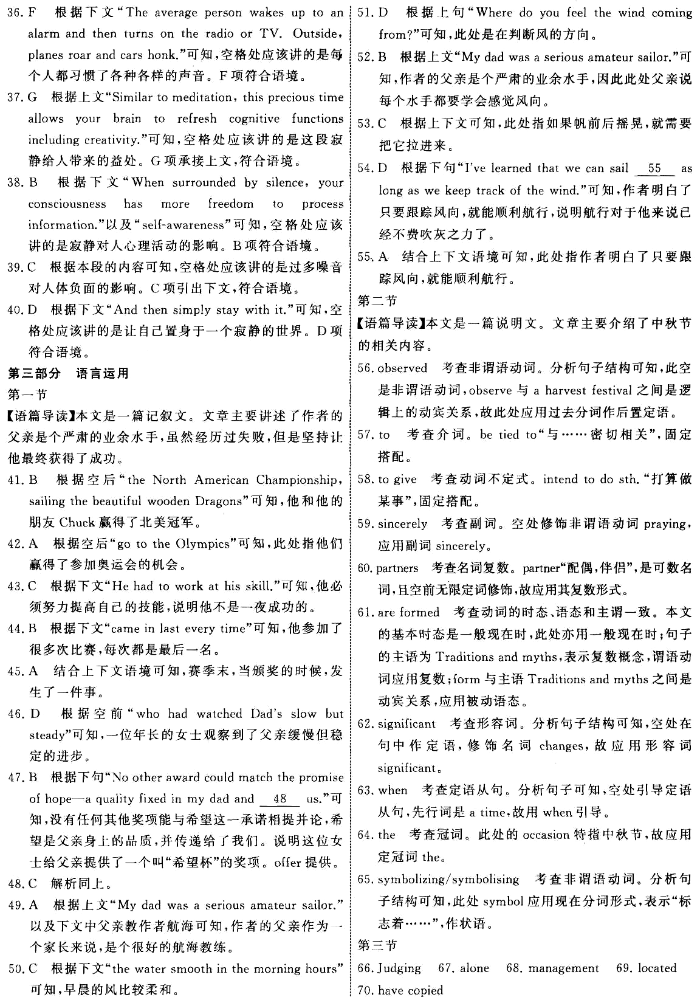 36. F　根据下文“The average person wakes up to an
alarm and then turns on the radio or TV. Outside,
planes roar and cars honk.”可知,空格处应该讲的是每
个人都习惯了各种各样的声音。F项符合语境。
37. G　根据上文“Similar to meditation, this precious time
allows your brain to refresh cognitive functions
including creativity.”可知,空格处应该讲的是这段寂
静给人带来的益处。G项承接上文,符合语境。
38. B　根据下文“When surrounded by silence, your
consciousness has more freedom to process
information.”以及“self-awareness”可知,空格处应该
讲的是寂静对人心理活动的影响。B项符合语境。
39. C　根据本段的内容可知,空格处应该讲的是过多噪音
对人体负面的影响。C项引出下文,符合语境。
40. D　根据下文“And then simply stay with it.”可知,空
格处应该讲的是让自己置身于一个寂静的世界。D项
符合语境。
第三部分　语言运用
第一节
【语篇导读】本文是一篇记叙文。文章主要讲述了作者的
父亲是个严肃的业余水手,虽然经历过失败,但是坚持让
他最终获得了成功。
41. B　根据空后“the North American Championship,
sailing the beautiful wooden Dragons”可知,他和他的
朋友Chuck赢得了北美冠军。
42. A　根据空后“go to the Olympics”可知,此处指他们
赢得了参加奥运会的机会。
43. C　根据下文“He had to work at his skill.”可知,他必
须努力提高自己的技能,说明他不是一夜成功的。
44. B　根据下文“came in last every time”可知,他参加了
很多次比赛,每次都是最后一名。
45. A　结合上下文语境可知,赛季末,当颁奖的时候,发
生了一件事。
46. D　根据空前“who had watched Dad's slow but
steady”可知,一位年长的女士观察到了父亲缓慢但稳
定的进步。
47. B　根据下句“No other award could match the promise
of hope—a quality fixed in my dad and 48 us.”可
知,没有任何其他奖项能与希望这一承诺相提并论,希
望是父亲身上的品质,并传递给了我们。说明这位女
士给父亲提供了一个叫“希望杯”的奖项。offer提供。
48. C　解析同上。
49. A　根据上文“My dad was a serious amateur sailor.”
以及下文中父亲教作者航海可知,作者的父亲作为一
个家长来说,是个很好的航海教练。
50. C　根据下文“the water smooth in the morning hours”
可知,早晨的风比较柔和。
51. D　根据上句“Where do you feel the wind coming
from?”可知,此处是在判断风的方向。
52. B　根据上文“My dad was a serious amateur sailor.”可
知,作者的父亲是个严肃的业余水手,因此此处父亲说
每个水手都要学会感觉风向。
53. C　根据上下文可知,此处指如果帆前后摇晃,就需要
把它拉进来。
54. D　根据下句“I've learned that we can sail 55 as
long as we keep track of the wind.”可知,作者明白了
只要跟踪风向,就能顺利航行,说明航行对于他来说已
经不费吹灰之力了。
55. A　结合上下文语境可知,此处指作者明白了只要跟
踪风向,就能顺利航行。
第二节
【语篇导读】本文是一篇说明文。文章主要介绍了中秋节
的相关内容。
56. observed　考查非谓语动词。分析句子结构可知,此空
是非谓语动词,observe与a harvest festival之间是逻
辑上的动宾关系,故此处应用过去分词作后置定语。
57. to　考查介词。be tied to“与……密切相关”,固定
搭配。
58. to give　考查动词不定式。intend to do sth.“打算做
某事”,固定搭配。
59. sincerely　考查副词。空处修饰非谓语动词praying,
应用副词sincerely。
60. partners　考查名词复数。partner“配偶,伴侣”,是可数名
词,且空前无限定词修饰,故应用其复数形式。
61. are formed　考查动词的时态、语态和主谓一致。本文
的基本时态是一般现在时,此处亦用一般现在时;句子
的主语为Traditions and myths,表示复数概念,谓语动
词应用复数;form与主语Traditions and myths之间是
动宾关系,应用被动语态。
62. significant　考查形容词。分析句子结构可知,空处在
句中作定语,修饰名词changes,故应用形容词
significant。
63. when　考查定语从句。分析句子可知,空处引导定语
从句,先行词是a time,故用when引导。
64. the　考查冠词。此处的occasion特指中秋节,故应用
定冠词the。
65. symbolizing/symbolising　考查非谓语动词。分析句
子结构可知,此处symbol应用现在分词形式,表示“标
志着……”,作状语。
第三节
66. Judging　67. alone　68. management　69. located
70. have copied